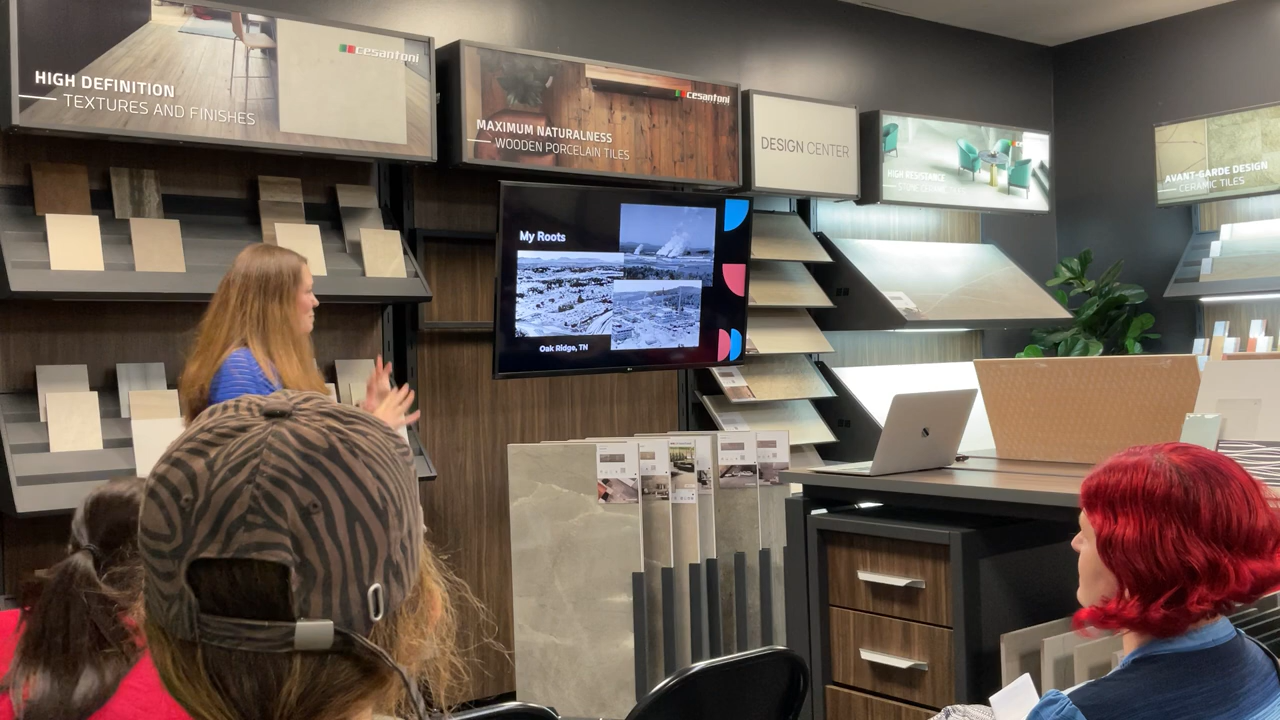 cesantoni
HIGH DEFINITION
TEXTURES AND FINISHES
cesantoni
MAXIMUM NATURALNESS
WOODEN PORCELAIN TILES
DESIGN CENTER
HIGH RESISTANCE
AVANT-GARDE DESIGN
CERAMIC TILES
My Roots
Oak Ridge, TN
LG